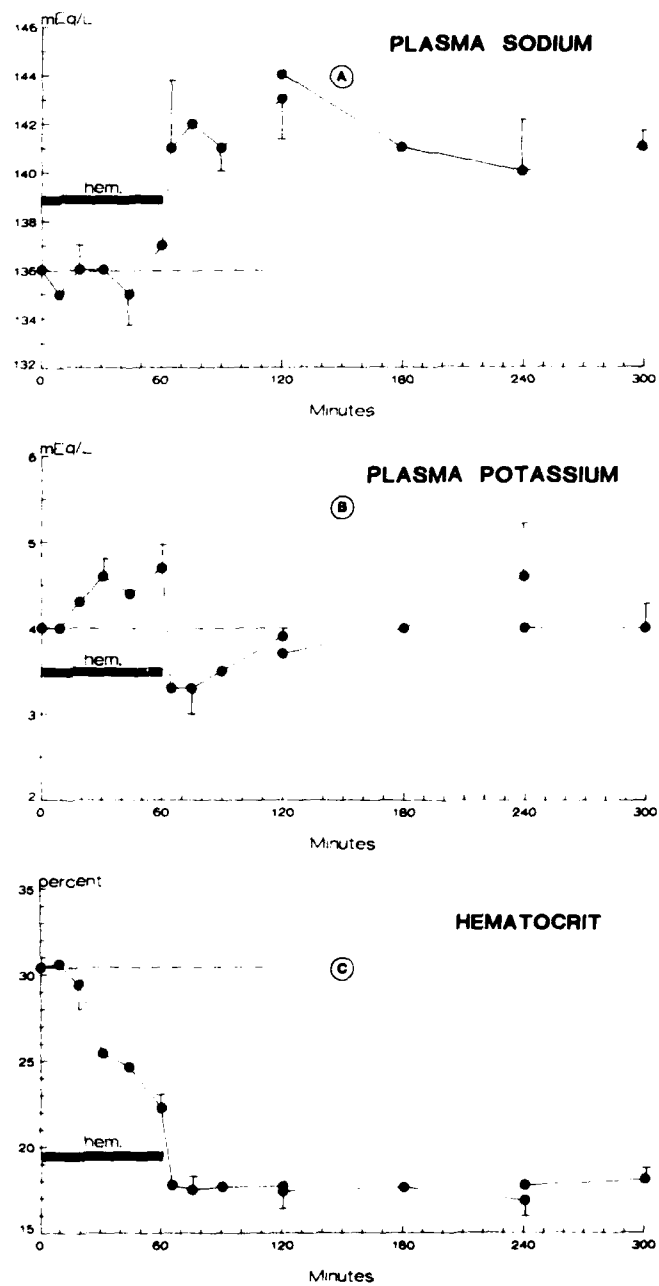 mEq/L
PLASMA SODIUM
A
144
142
140
138
136
134
132
hem.
0 60 120 180 240 300
Minutes
mEq/L
PLASMA POTASSIUM
B
6
5
4
3
2
hem.
0 60 120 180 240 300
Minutes
percent
HEMATOCRIT
C
35
30
25
20
15
hem.
0 60 120 180 240 300
Minutes